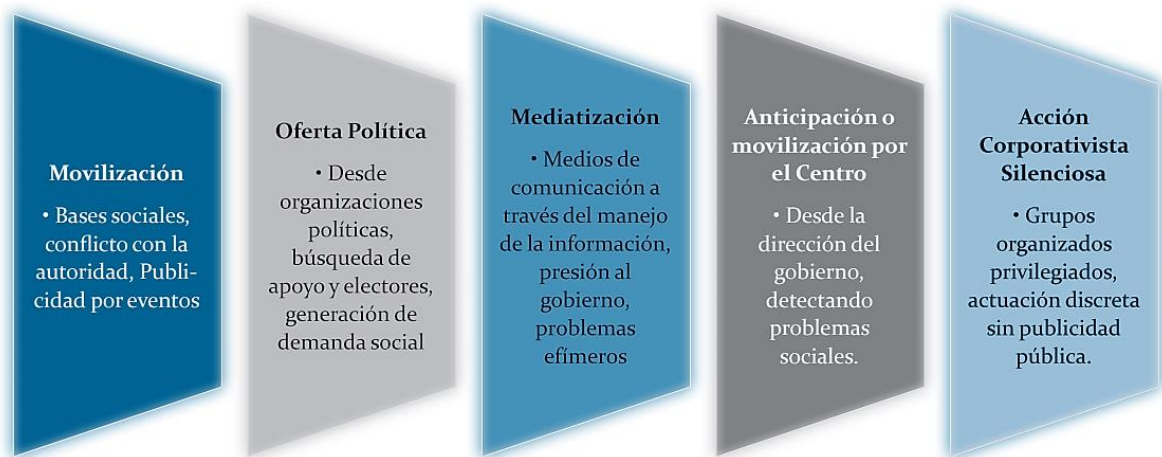 Movilización
• Bases sociales,
conflicto con la
autoridad, Publi-
cidad por eventos
Oferta Política
• Desde
organizaciones
políticas,
búsqueda de
apoyo y electores,
generación de
demanda social
Mediatización
• Medios de
comunicación a
través del manejo
de la información,
presión al
gobierno,
problemas
efímeros
Anticipación o
movilización por
el Centro
• Desde la
dirección del
gobierno,
detectando
problemas
sociales.
Acción
Corporativista
Silenciosa
• Grupos
organizados
privilegiados,
actuación discreta
sin publicidad
pública.